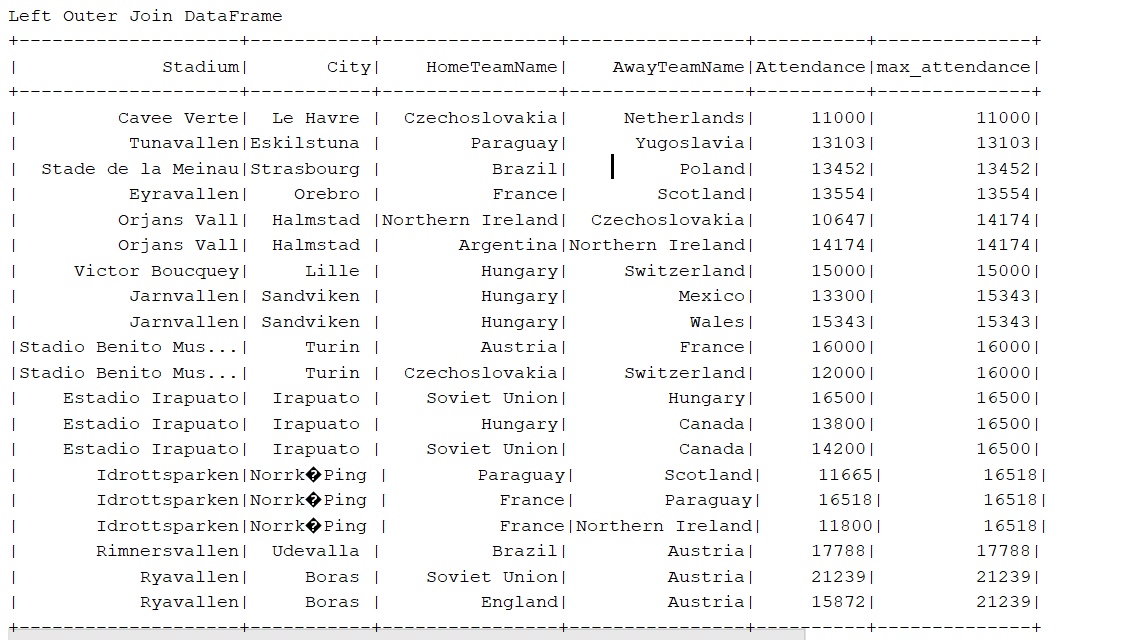 Left Outer Join DataFrame
+--------------------+-----------+----------------+----------------+----------+--------------+
|             Stadium|       City|    HomeTeamName|    AwayTeamName|Attendance|max_attendance|
+--------------------+-----------+----------------+----------------+----------+--------------+
|         Cavee Verte|  Le Havre |  Czechoslovakia|     Netherlands|     11000|         11000|
|          Tunavallen|Eskilstuna |        Paraguay|      Yugoslavia|     13103|         13103|
|  Stade de la Meinau|Strasbourg |          Brazil|          Poland|     13452|         13452|
|          Eyravallen|    Orebro |          France|        Scotland|     13554|         13554|
|         Orjans Vall|  Halmstad |Northern Ireland|  Czechoslovakia|     10647|         14174|
|         Orjans Vall|  Halmstad |       Argentina|Northern Ireland|     14174|         14174|
|     Victor Boucquey|     Lille |         Hungary|     Switzerland|     15000|         15000|
|          Jarnvallen| Sandviken |         Hungary|          Mexico|     13300|         15343|
|          Jarnvallen| Sandviken |         Hungary|           Wales|     15343|         15343|
|Stadio Benito Mus...|     Turin |         Austria|          France|     16000|         16000|
|Stadio Benito Mus...|     Turin |  Czechoslovakia|     Switzerland|     12000|         16000|
|    Estadio Irapuato|  Irapuato |    Soviet Union|         Hungary|     16500|         16500|
|    Estadio Irapuato|  Irapuato |         Hungary|          Canada|     13800|         16500|
|    Estadio Irapuato|  Irapuato |    Soviet Union|          Canada|     14200|         16500|
|       Idrottsparken|Norrk�Ping |        Paraguay|        Scotland|     11665|         16518|
|       Idrottsparken|Norrk�Ping |          France|        Paraguay|     16518|         16518|
|       Idrottsparken|Norrk�Ping |          France|Northern Ireland|     11800|         16518|
|       Rimnersvallen|  Udevalla |          Brazil|         Austria|     17788|         17788|
|           Ryavallen|     Boras |    Soviet Union|         Austria|     21239|         21239|
|           Ryavallen|     Boras |         England|         Austria|     15872|         21239|
+--------------------+-----------+----------------+----------------+----------+--------------+